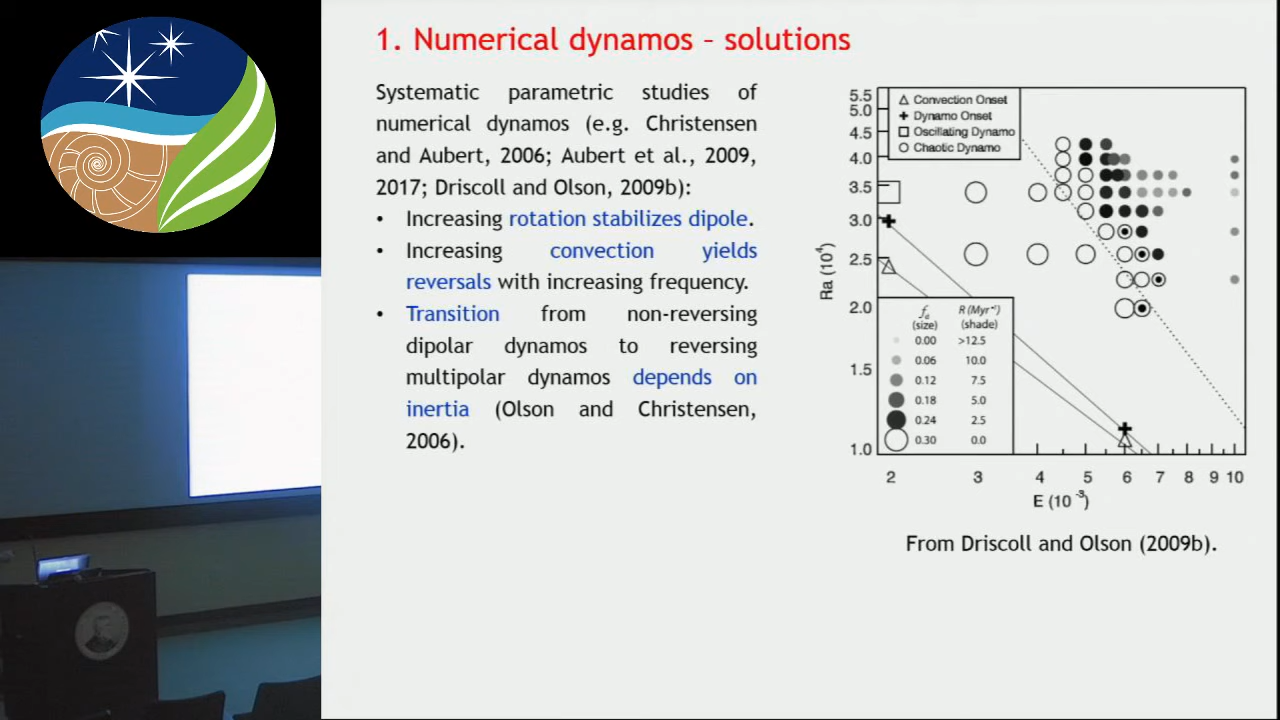 1. Numerical dynamos – solutions
Systematic parametric studies of
numerical dynamos (e.g. Christensen
and Aubert, 2006; Aubert et al., 2009,
2017; Driscoll and Olson, 2009b):
• Increasing rotation stabilizes dipole.
• Increasing convection yields
reversals with increasing frequency.
• Transition from non-reversing
dipolar dynamos to reversing
multipolar dynamos depends on
inertia (Olson and Christensen,
2006).
Convection Onset
Dynamo Onset
Oscillating Dynamo
Chaotic Dynamo
5.5
5.0
4.5
4.0
3.5
3.0
2.5
2.0
1.5
1.0
Ra (10⁴)
f_d R (Myr⁻¹)
(size) (shade)
0.00 >12.5
0.06 10.0
0.12 7.5
0.18 5.0
0.24 2.5
0.30 0.0
2 3 4 5 6 7 8 9 10
E (10⁻³)
From Driscoll and Olson (2009b).